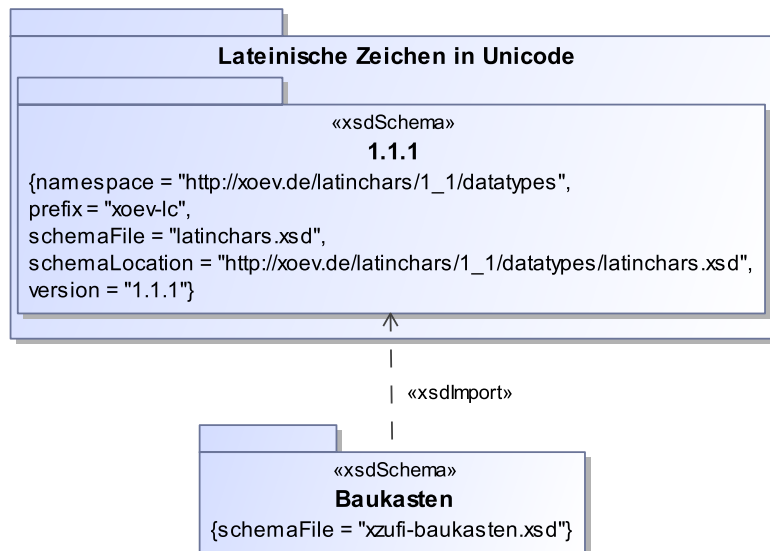 Lateinische Zeichen in Unicode
«xsdSchema»
1.1.1
{namespace = "http://xoev.de/latinchars/1_1/datatypes",
prefix = "xoev-lc",
schemaFile = "latinchars.xsd",
schemaLocation = "http://xoev.de/latinchars/1_1/datatypes/latinchars.xsd",
version = "1.1.1"}
«xsdImport»
«xsdSchema»
Baukasten
{schemaFile = "xzufi-baukasten.xsd"}